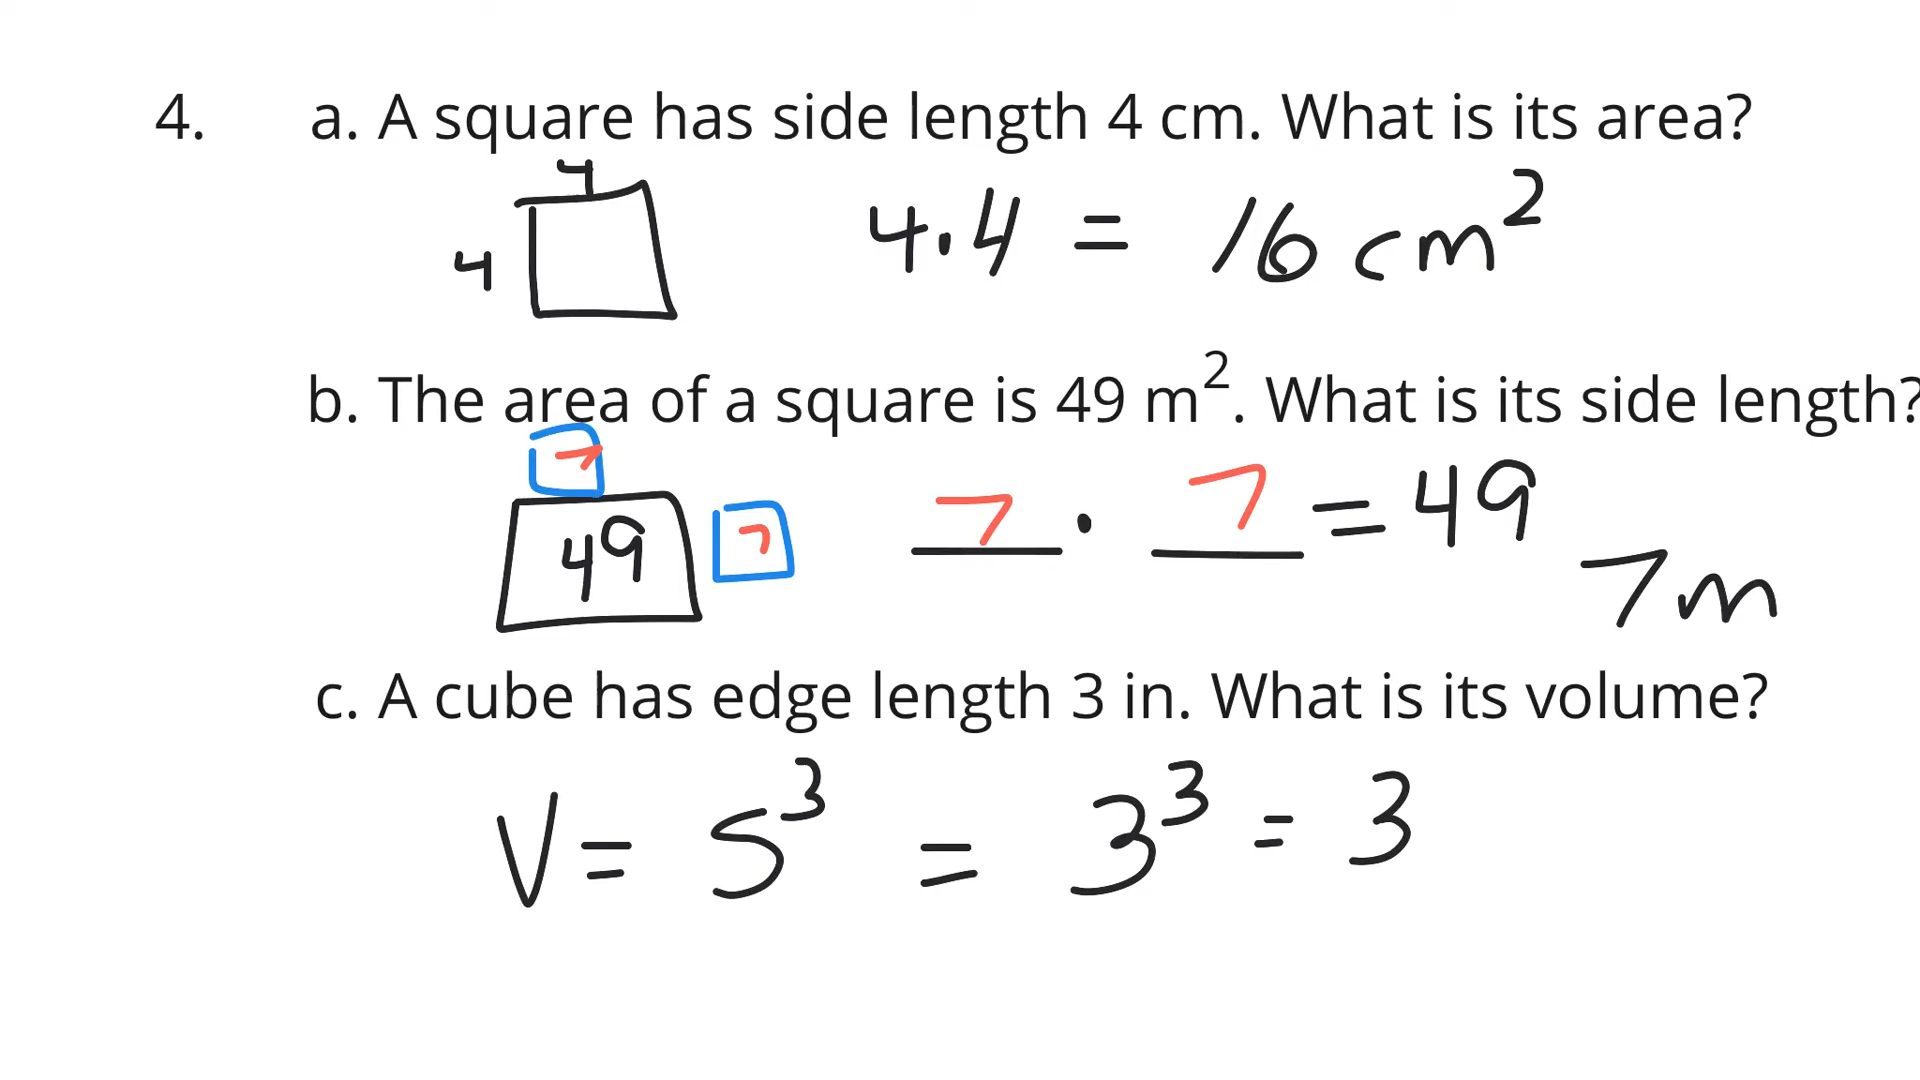 4. a. A square has side length 4 cm. What is its area?
4
4 4·4 = 16 cm²
b. The area of a square is 49 m². What is its side length?
7
49 7 7 · 7 = 49
7m
c. A cube has edge length 3 in. What is its volume?
V = s³ = 3³ = 3